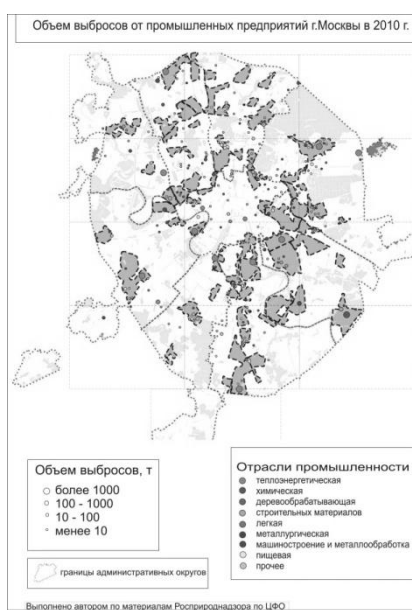 Объем выбросов от промышленных предприятий г.Москвы в 2010 г.
Объем выбросов, т
более 1000
100 - 1000
10 - 100
менее 10
границы административных округов
Отрасли промышленности
теплоэнергетическая
химическая
деревообрабатывающая
строительных материалов
легкая
металлургическая
машиностроение и металлообработка
пищевая
прочее
Выполнено автором по материалам Росприроднадзора по ЦФО